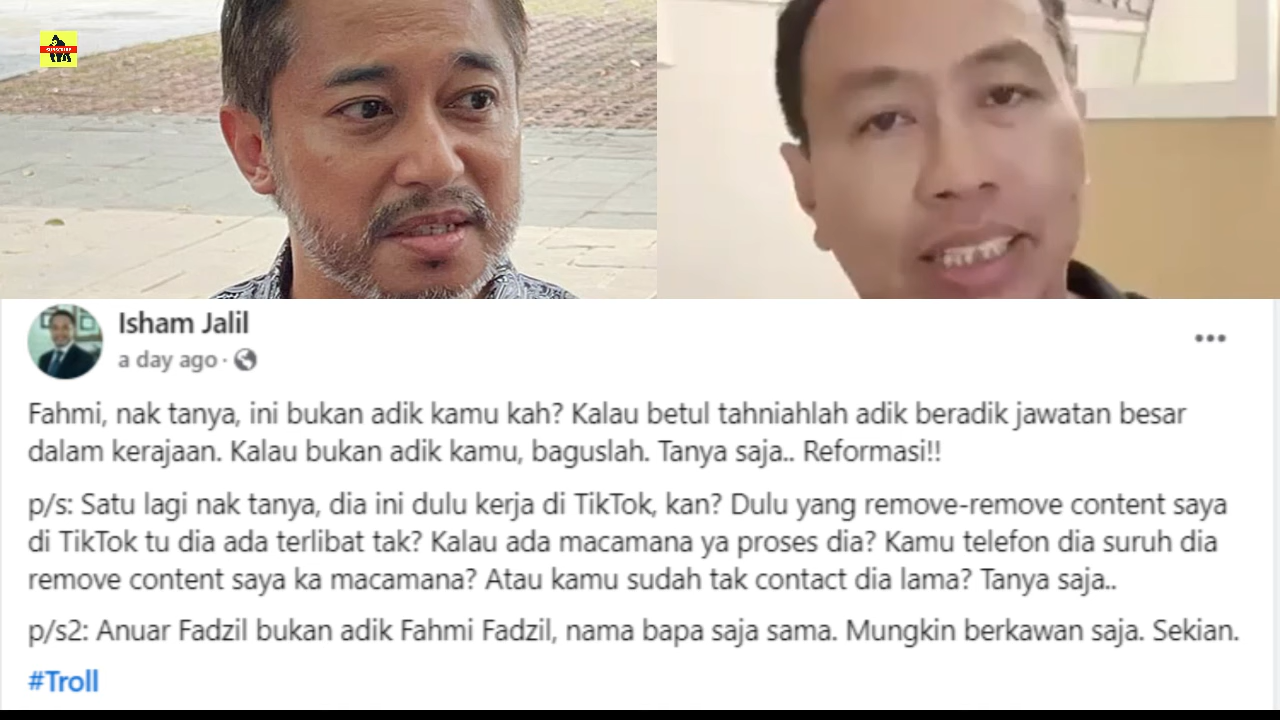 SUBSCRIBE
Isham Jalil
a day ago ·
Fahmi, nak tanya, ini bukan adik kamu kah? Kalau betul tahniahlah adik beradik jawatan besar
dalam kerajaan. Kalau bukan adik kamu, baguslah. Tanya saja.. Reformasi!!
p/s: Satu lagi nak tanya, dia ini dulu kerja di TikTok, kan? Dulu yang remove-remove content saya
di TikTok tu dia ada terlibat tak? Kalau ada macamana ya proses dia? Kamu telefon dia suruh dia
remove content saya ka macamana? Atau kamu sudah tak contact dia lama? Tanya saja..
p/s2: Anuar Fadzil bukan adik Fahmi Fadzil, nama bapa saja sama. Mungkin berkawan saja. Sekian.
#Troll